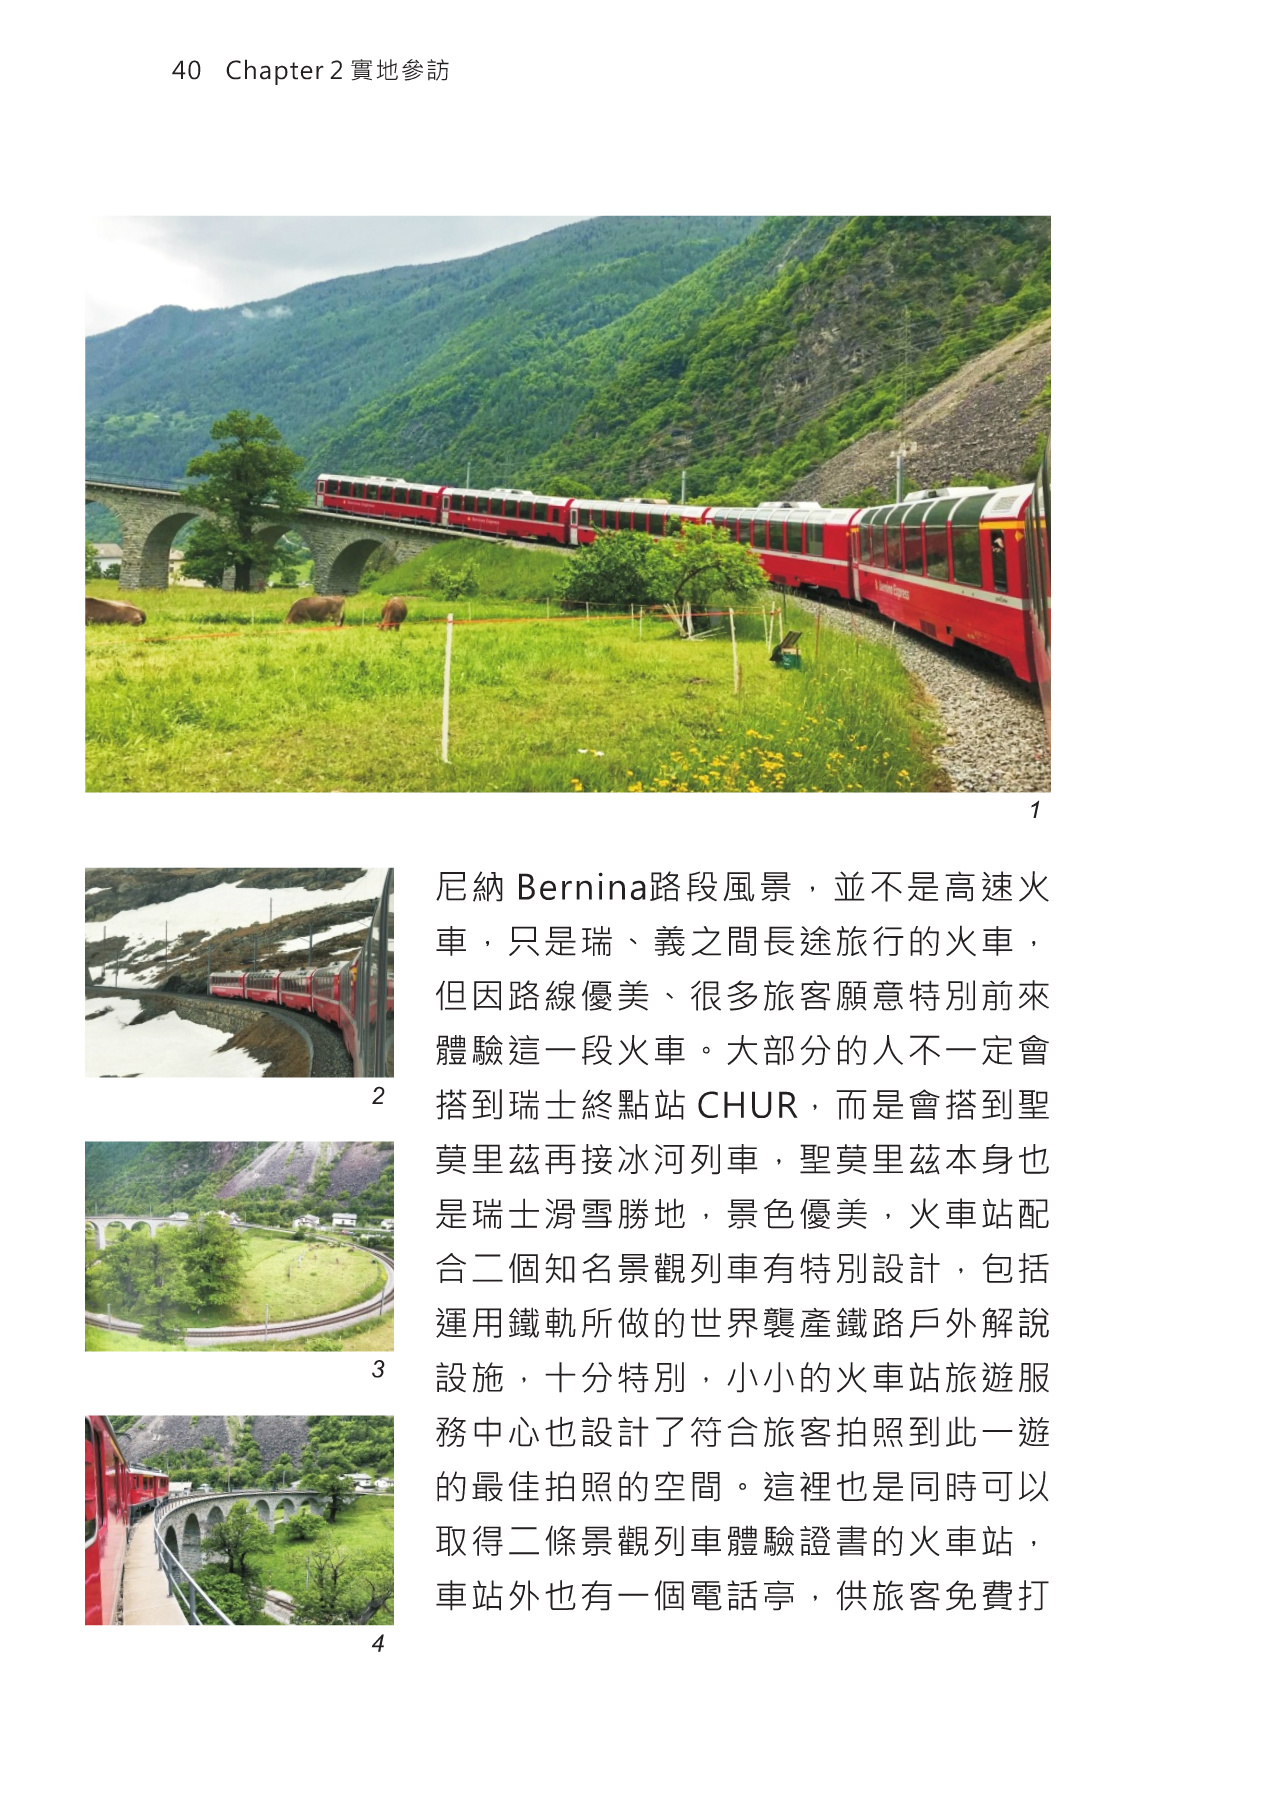 40 Chapter 2 實地參訪
Bernina Express
1
2
3
4
尼納 Bernina路段風景，並不是高速火
車，只是瑞、義之間長途旅行的火車，
但因路線優美、很多旅客願意特別前來
體驗這一段火車。大部分的人不一定會
搭到瑞士終點站 CHUR，而是會搭到聖
莫里茲再接冰河列車，聖莫里茲本身也
是瑞士滑雪勝地，景色優美，火車站配
合二個知名景觀列車有特別設計，包括
運用鐵軌所做的世界襲產鐵路戶外解說
設施，十分特別，小小的火車站旅遊服
務中心也設計了符合旅客拍照到此一遊
的最佳拍照的空間。這裡也是同時可以
取得二條景觀列車體驗證書的火車站，
車站外也有一個電話亭，供旅客免費打